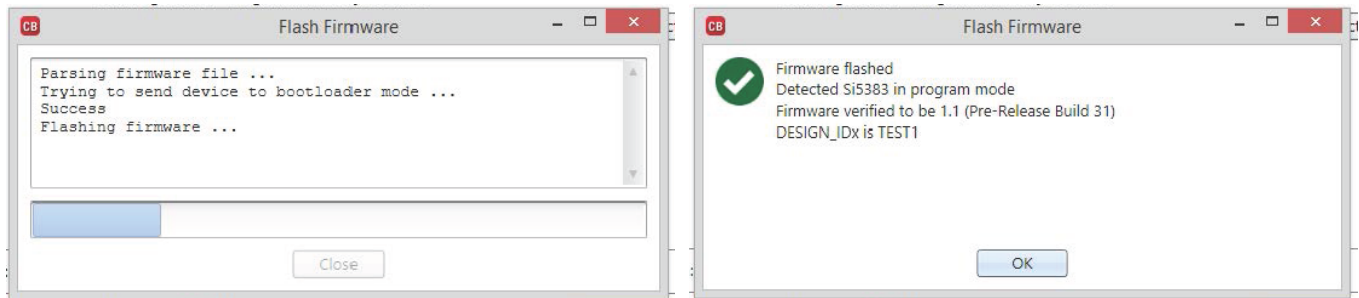 CB
Flash Firmware
Parsing firmware file ...
Trying to send device to bootloader mode ...
Success
Flashing firmware ...
Close
CB
Flash Firmware
Firmware flashed
Detected Si5383 in program mode
Firmware verified to be 1.1 (Pre-Release Build 31)
DESIGN_IDx is TEST1
OK